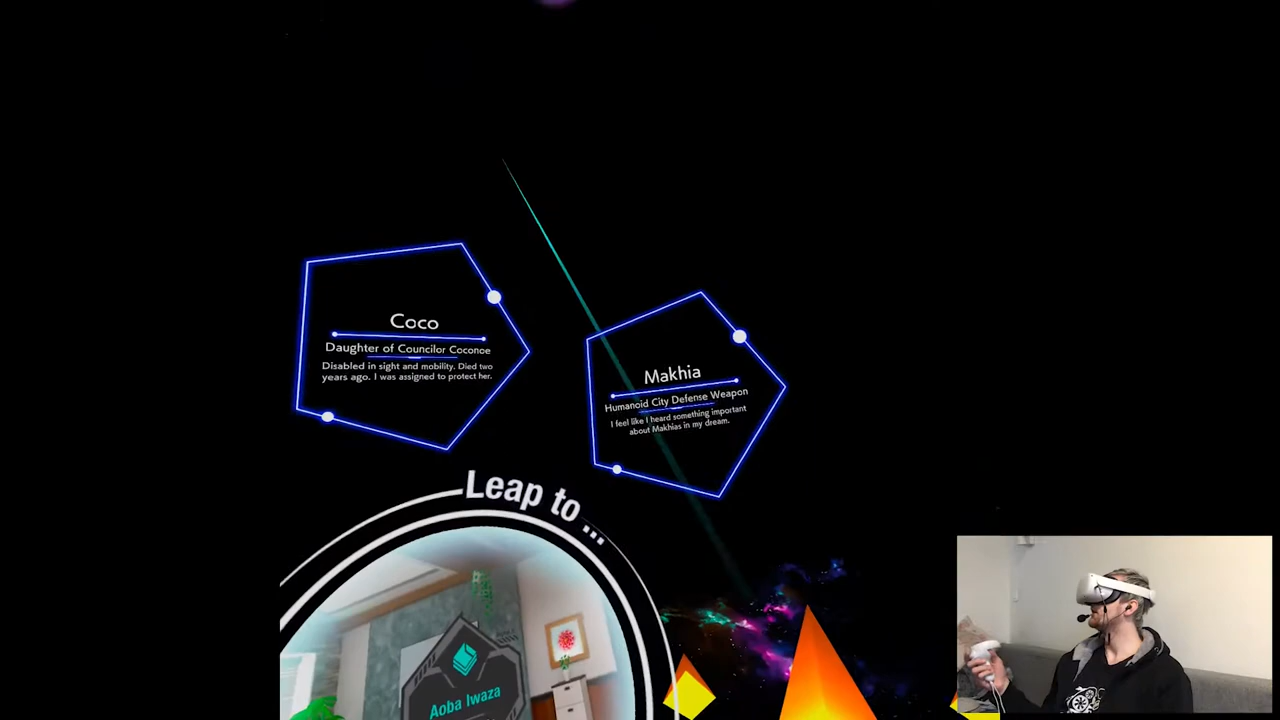 Coco
Daughter of Councilor Coconoe
Disabled in sight and mobility. Died two
years ago. I was assigned to protect her.
Makhia
Humanoid City Defense Weapon
I feel like I heard something important
about Makhias in my dream.
Leap to ...
Aoba Iwaza